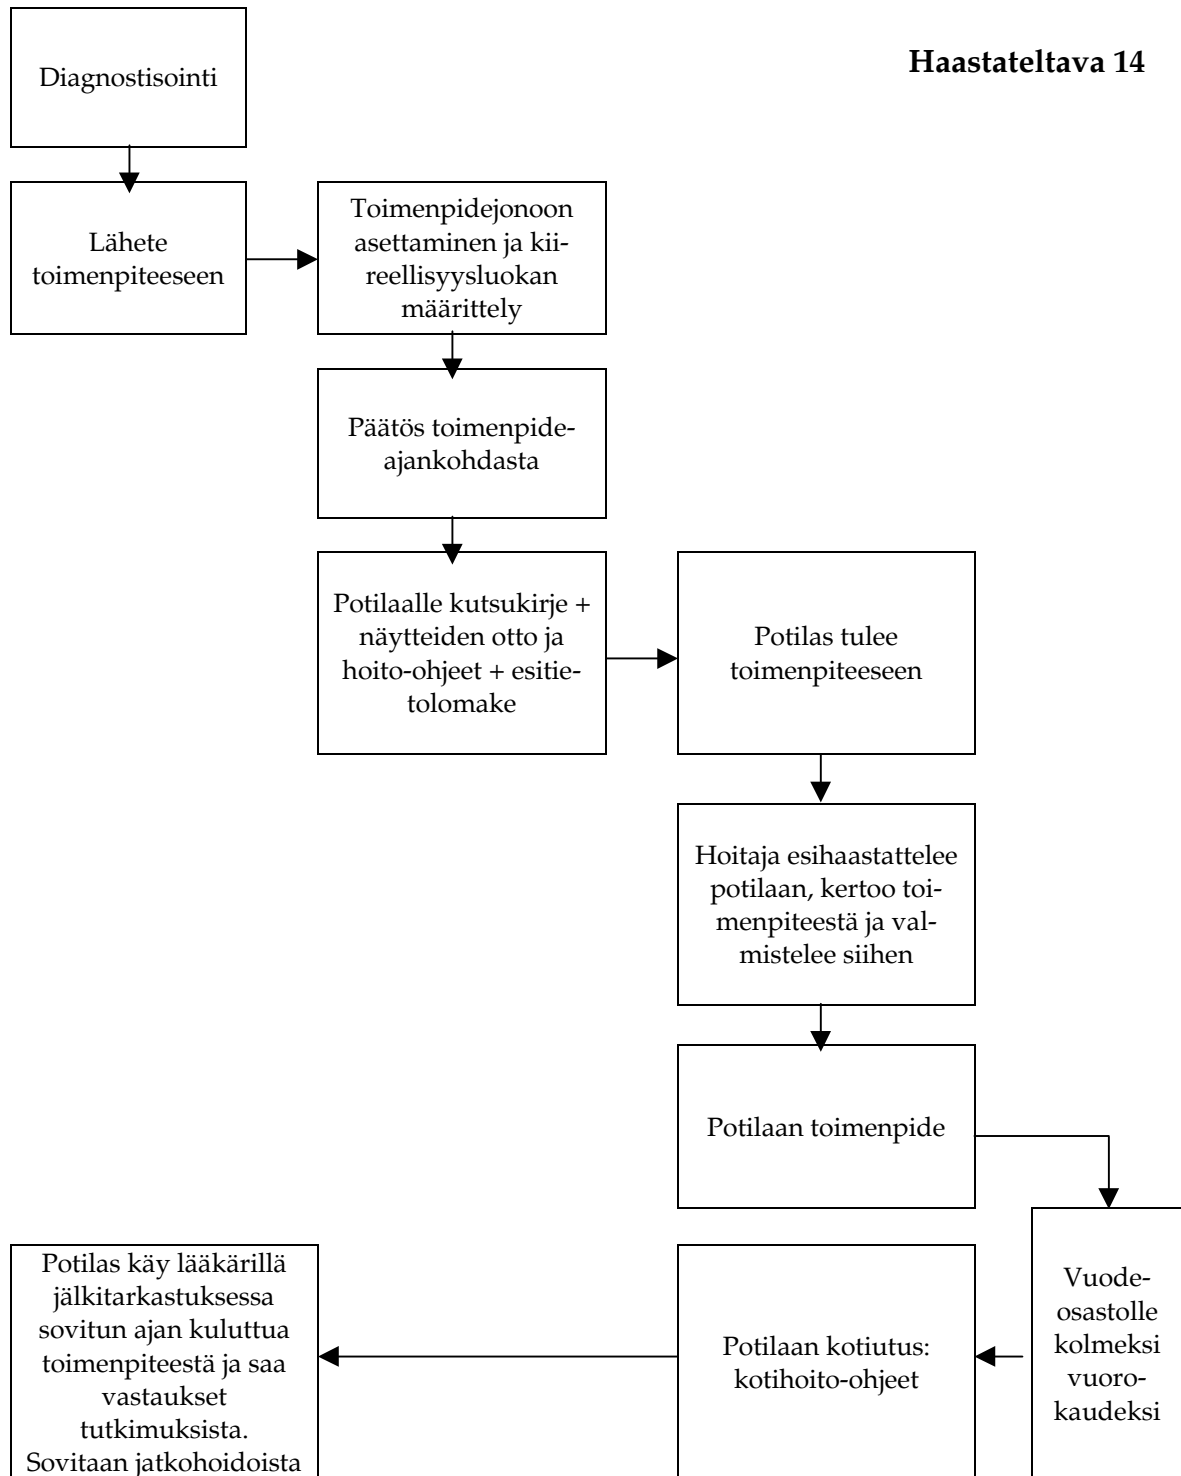 Haastateltava 14
Diagnostisointi
Lähete
toimenpiteeseen
Toimenpidejonoon
asettaminen ja kii-
reellisyysluokan
määrittely
Päätös toimenpide-
ajankohdasta
Potilaalle kutsukirje +
näytteiden otto ja
hoito-ohjeet + esitie-
tolomake
Potilas tulee
toimenpiteeseen
Hoitaja esihaastattelee
potilaan, kertoo toi-
menpiteestä ja val-
mistelee siihen
Potilaan toimenpide
Vuode-
osastolle
kolmeksi
vuoro-
kaudeksi
Potilaan kotiutus:
kotihoito-ohjeet
Potilas käy lääkärillä
jälkitarkastuksessa
sovitun ajan kuluttua
toimenpiteestä ja saa
vastaukset
tutkimuksista.
Sovitaan jatkohoidoista